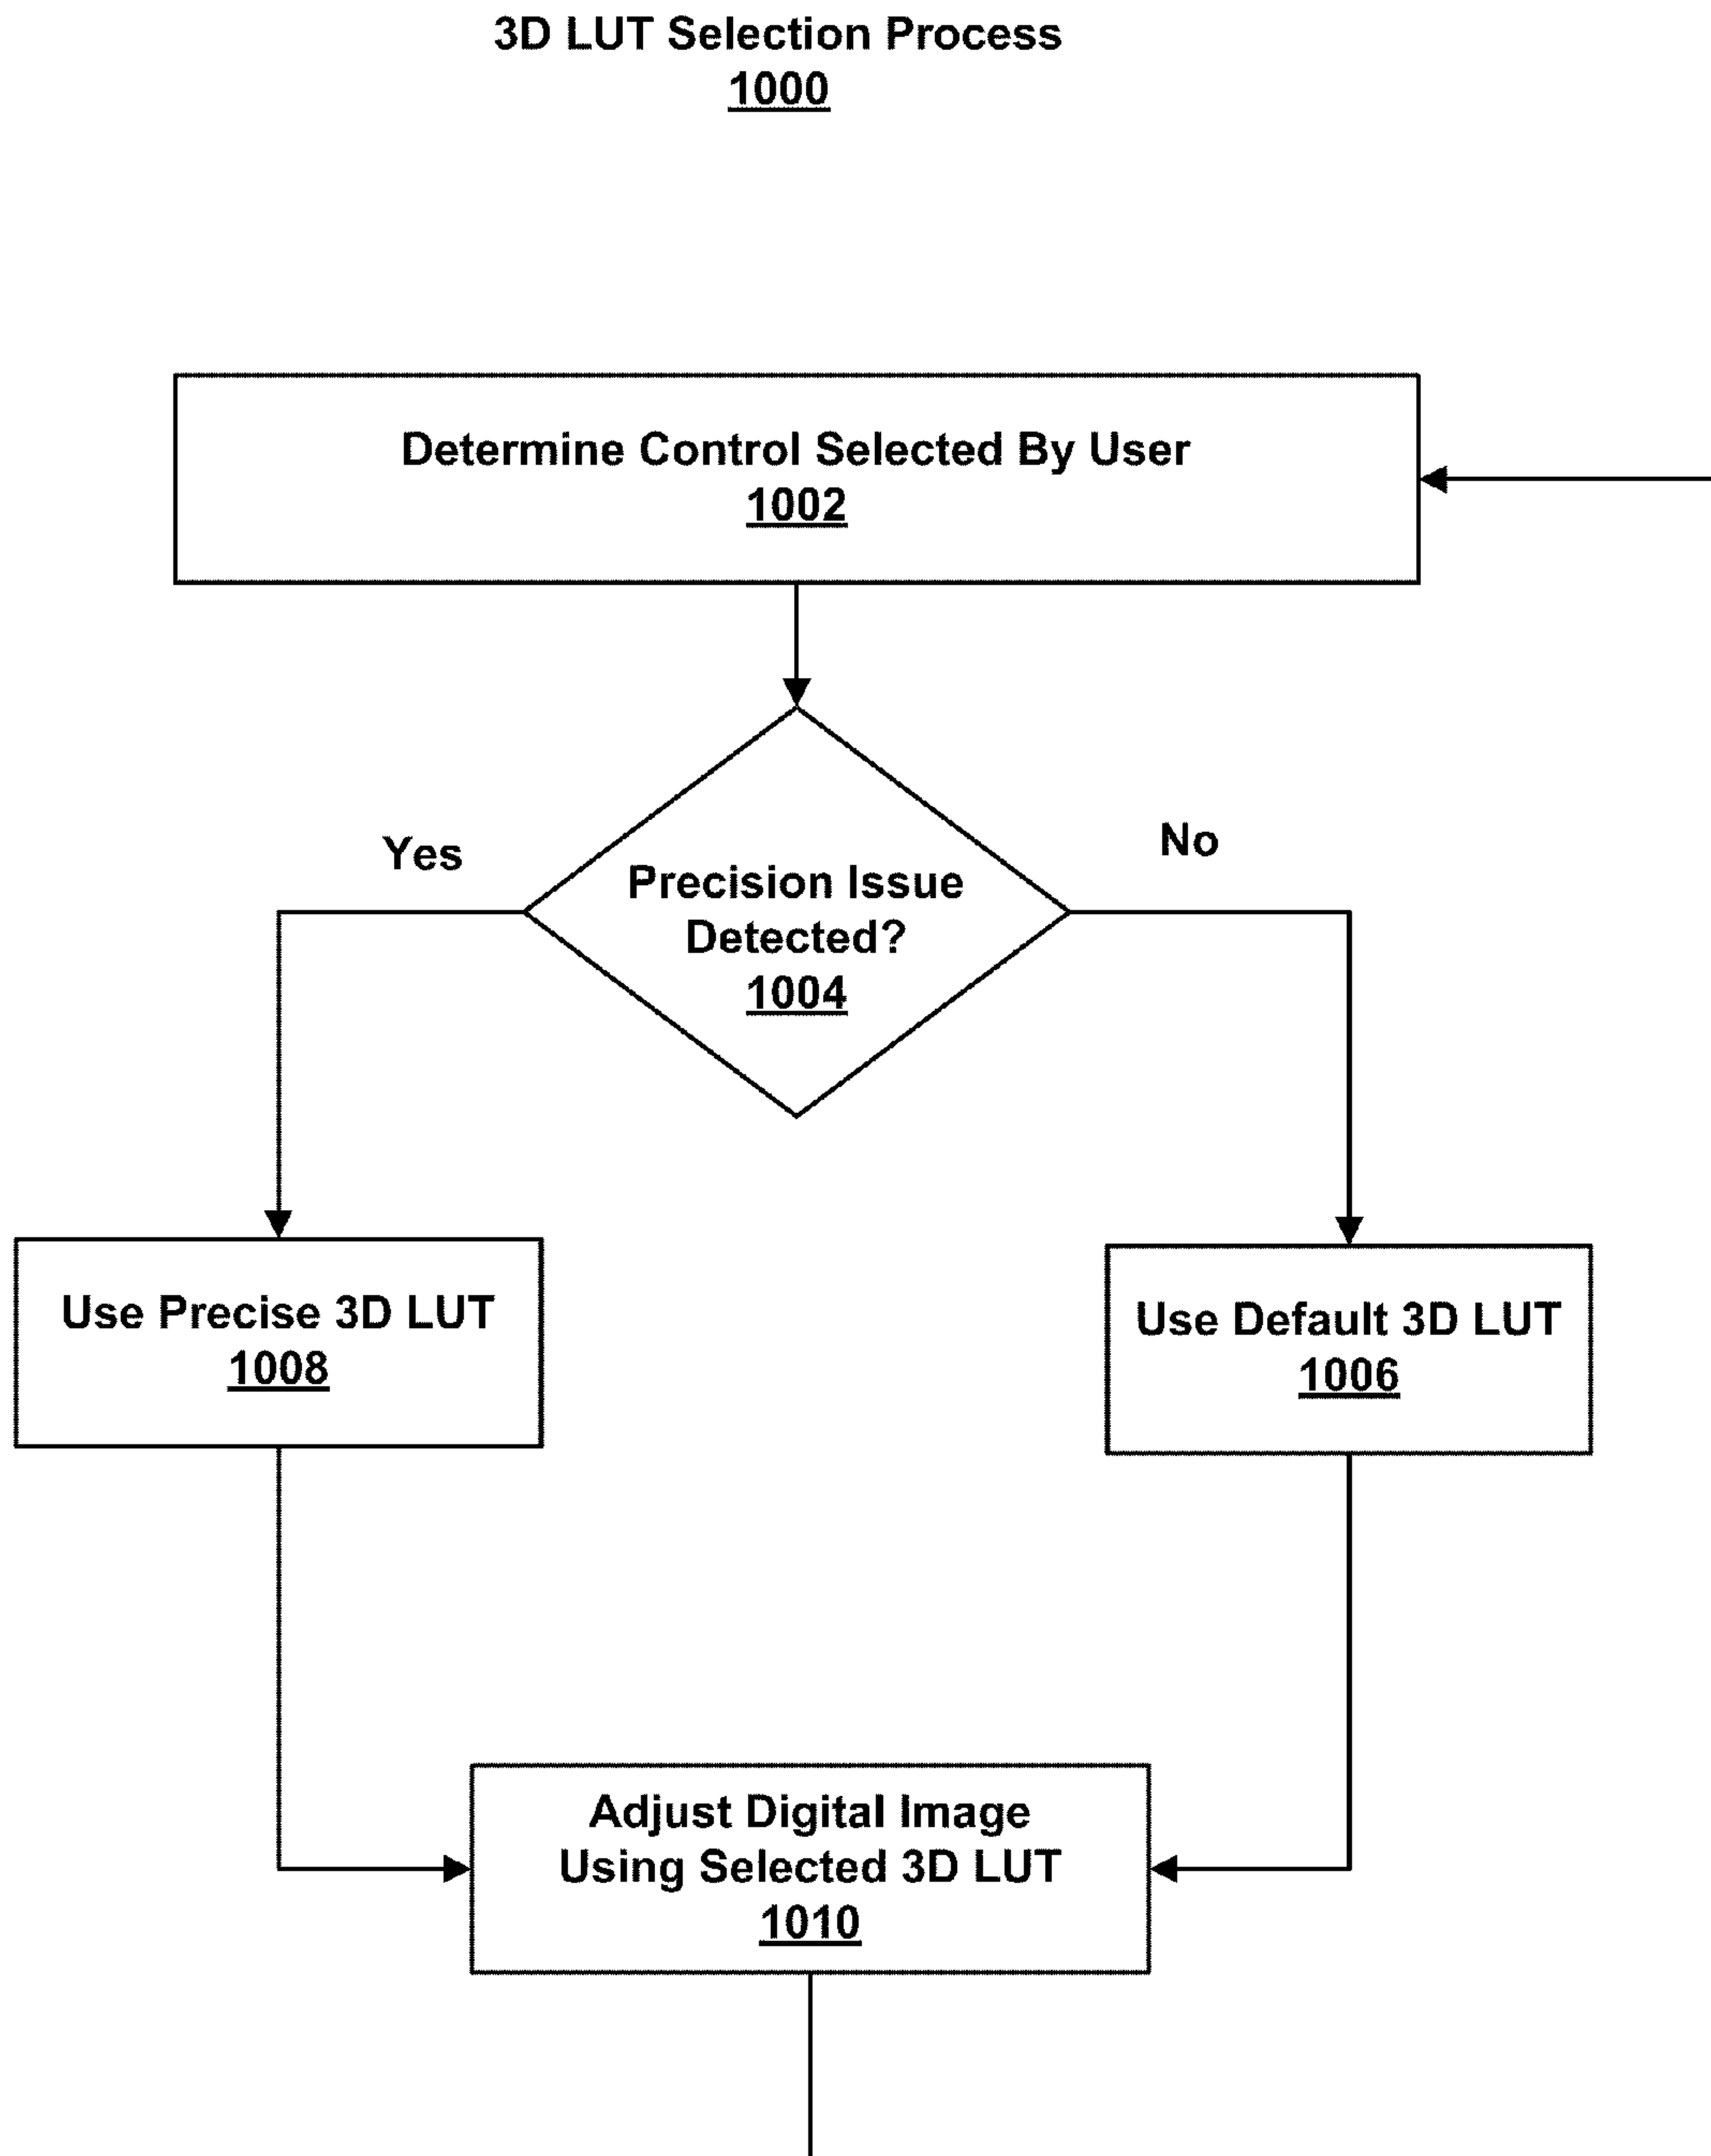 3D LUT Selection Process
1000
Determine Control Selected By User
1002
Yes
No
Precision Issue
Detected?
1004
Use Precise 3D LUT
1008
Use Default 3D LUT
1006
Adjust Digital Image
Using Selected 3D LUT
1010